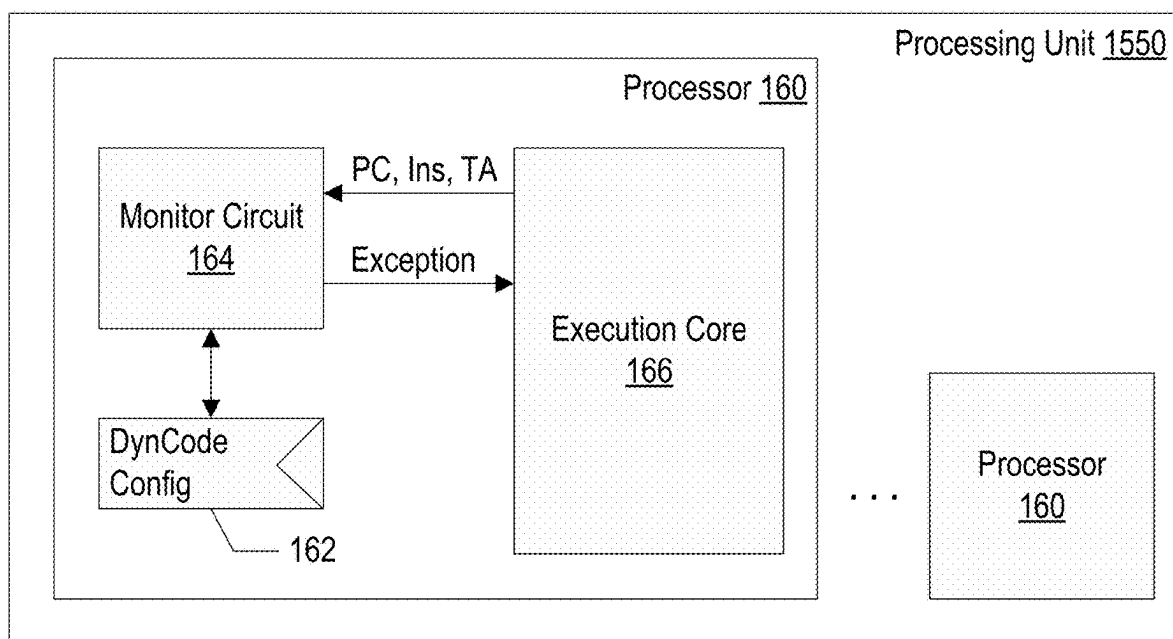 Processing Unit 1550
Processor 160
PC, Ins, TA
Monitor Circuit
164
Exception
Execution Core
166
DynCode
Config
162
. . .
Processor
160